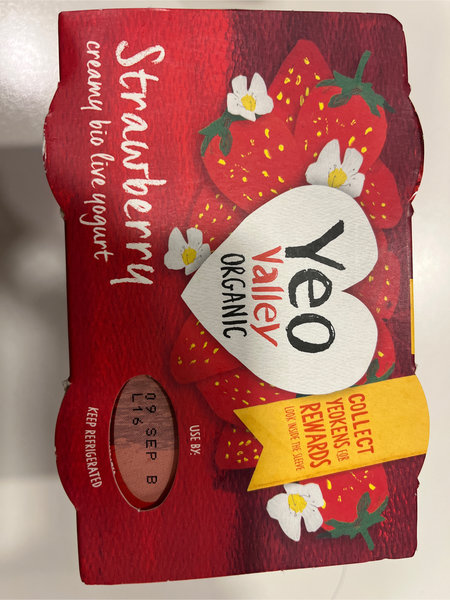 Strawberry
creamy bio live yogurt
Yeo
Valley
ORGANIC
COLLECT
YEOKENS FOR
REWARDS
LOOK INSIDE THE SLEEVE
USE BY:
09 SEP B
L16
KEEP REFRIGERATED